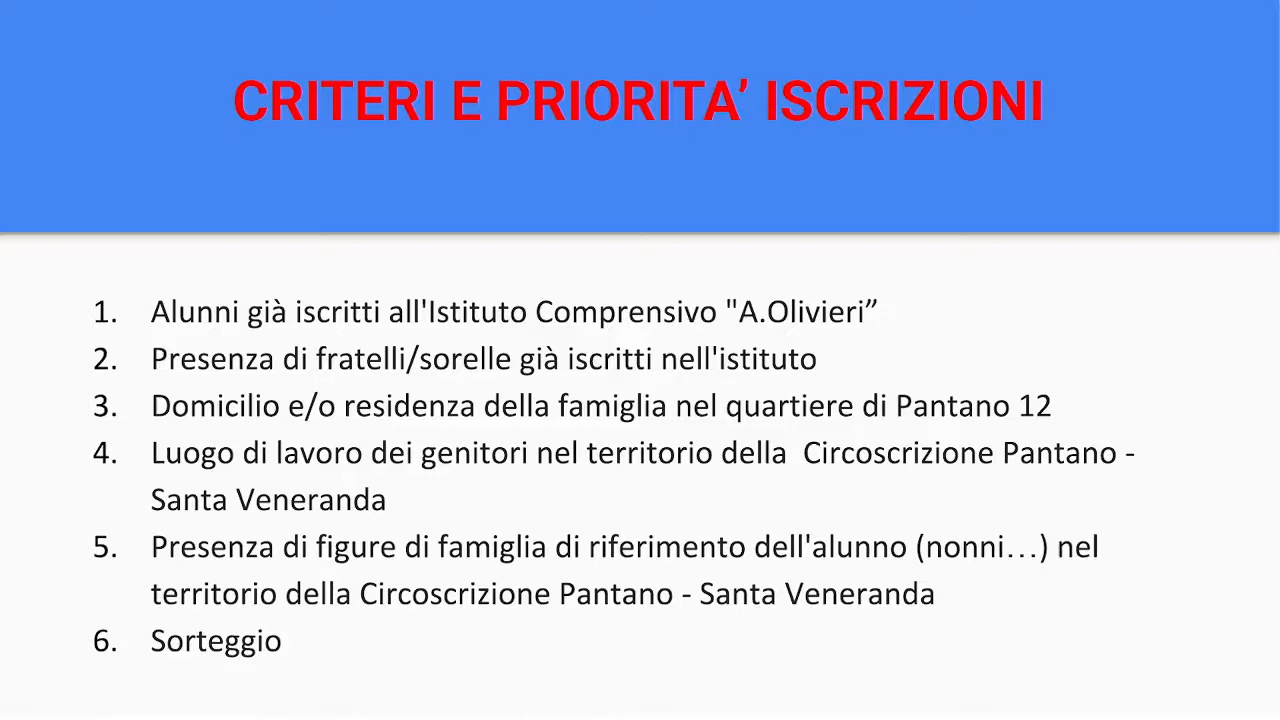 CRITERI E PRIORITA’ ISCRIZIONI
1. Alunni già iscritti all'Istituto Comprensivo "A.Olivieri”
2. Presenza di fratelli/sorelle già iscritti nell'istituto
3. Domicilio e/o residenza della famiglia nel quartiere di Pantano 12
4. Luogo di lavoro dei genitori nel territorio della  Circoscrizione Pantano -
Santa Veneranda
5. Presenza di figure di famiglia di riferimento dell'alunno (nonni…) nel
territorio della Circoscrizione Pantano - Santa Veneranda
6. Sorteggio